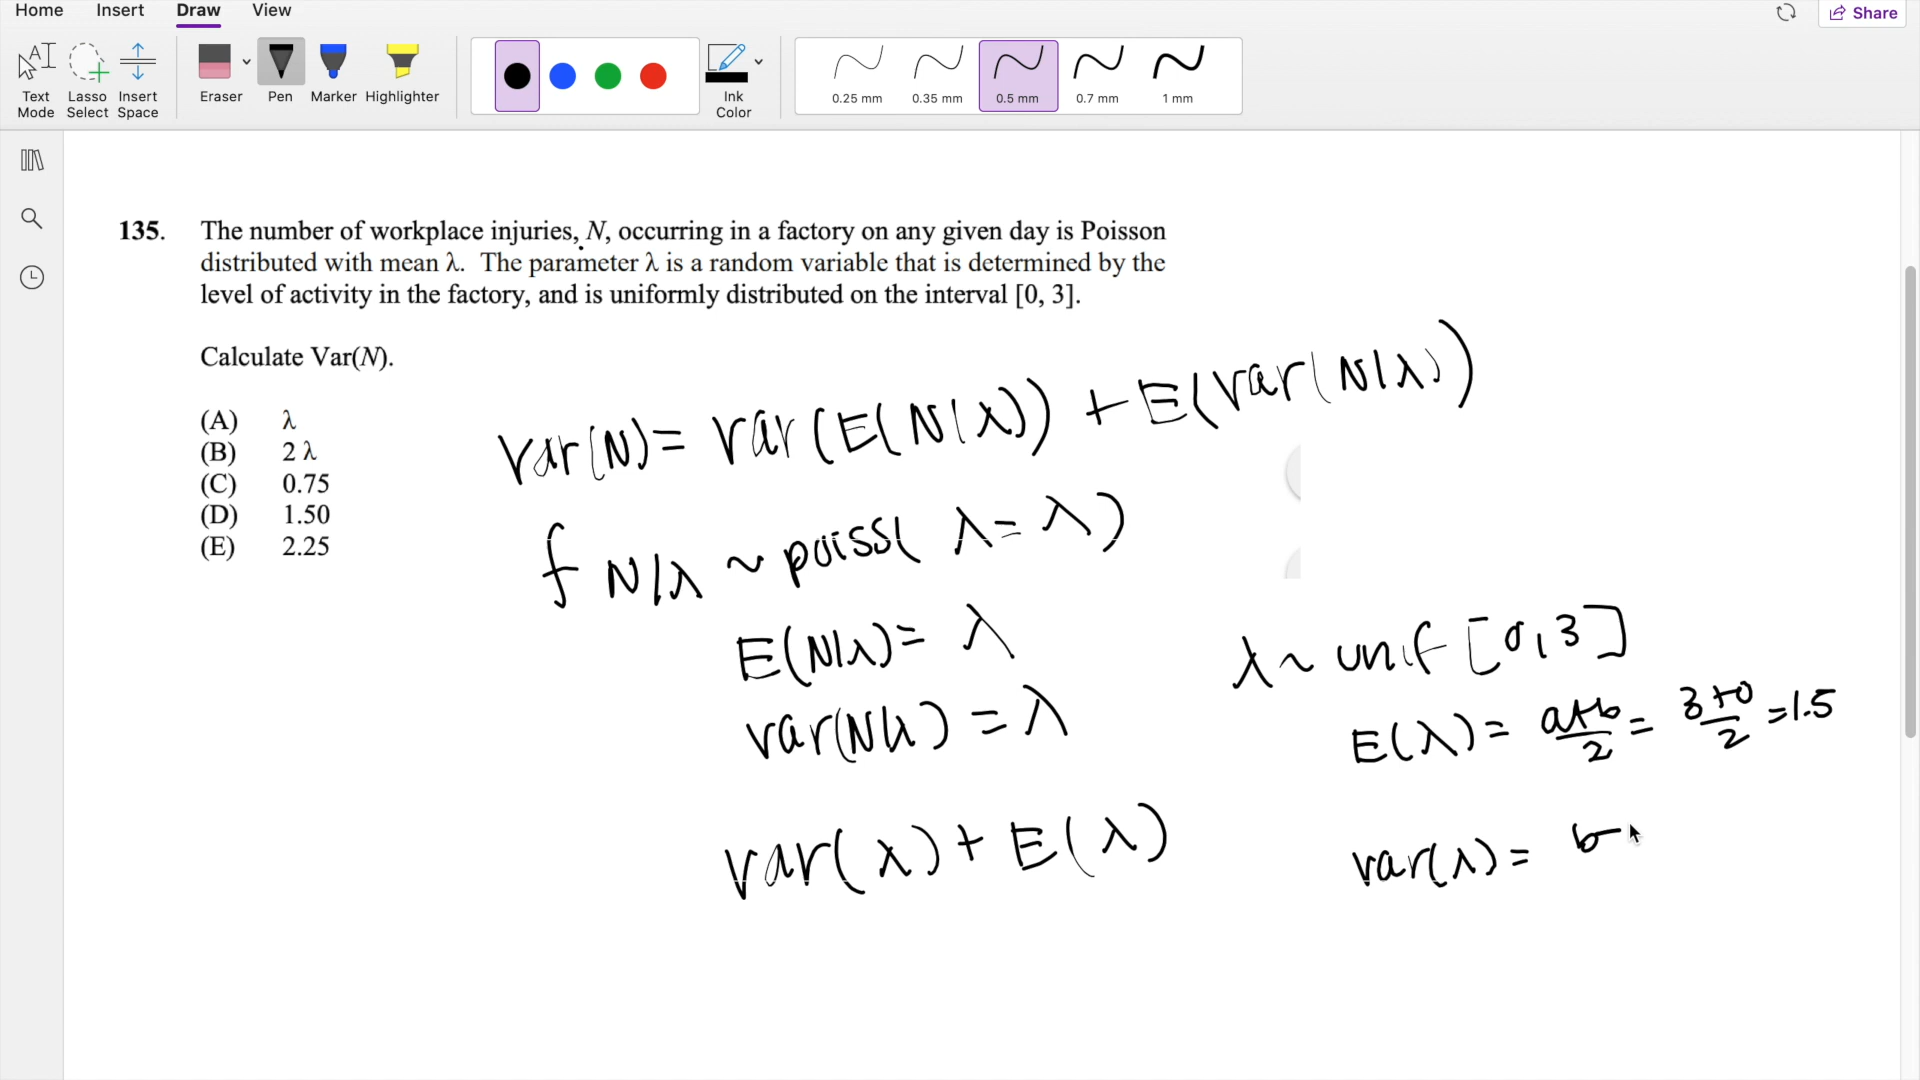 Home Insert Draw View
Share
Text Mode
Lasso Select
Insert Space
Eraser
Pen
Marker
Highlighter
Ink Color
0.25 mm
0.35 mm
0.5 mm
0.7 mm
1 mm
135. The number of workplace injuries, N, occurring in a factory on any given day is Poisson
distributed with mean λ. The parameter λ is a random variable that is determined by the
level of activity in the factory, and is uniformly distributed on the interval [0, 3].
Calculate Var(N).
(A) λ
(B) 2 λ
(C) 0.75
(D) 1.50
(E) 2.25
Var(N) = Var(E(N|λ)) + E(Var(N|λ))
f N|λ ~ poiss( λ = λ )
E(N|λ) = λ
Var(N|λ) = λ
Var(λ) + E(λ)
λ ~ unif [0,3]
E(λ) = a+b/2 = 3+0/2 = 1.5
Var(λ) = b-